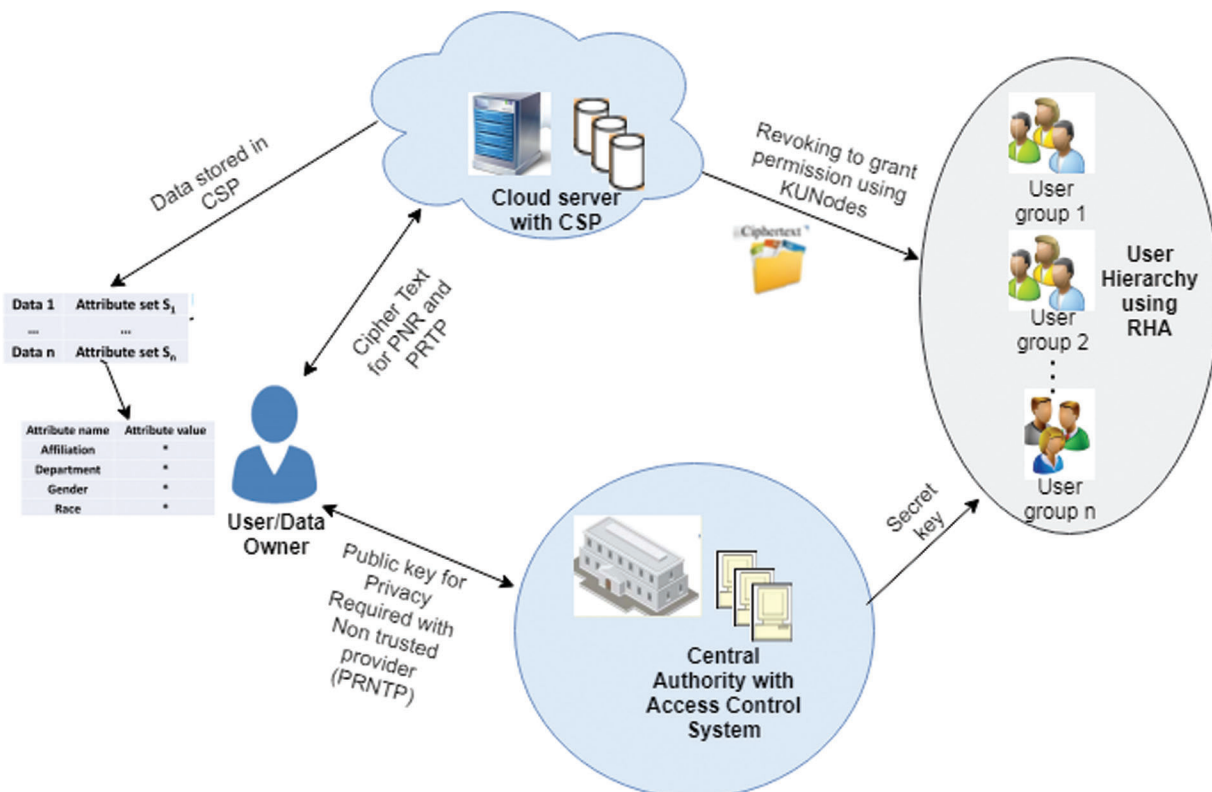 Cloud server
with CSP
Data stored in
CSP
Revoking to grant
permission using
KUNodes
Ciphertext
User
group 1
User
group 2
User
group n
User
Hierarchy
using
RHA
Data 1 Attribute set S1
... ...
Data n Attribute set Sn
Cipher Text
for PNR and
PRTP
Attribute name Attribute value
Affiliation *
Department *
Gender *
Race *
User/Data
Owner
Public key for
Privacy
Required with
Non trusted
provider
(PRNTP)
Secret
key
Central
Authority with
Access Control
System